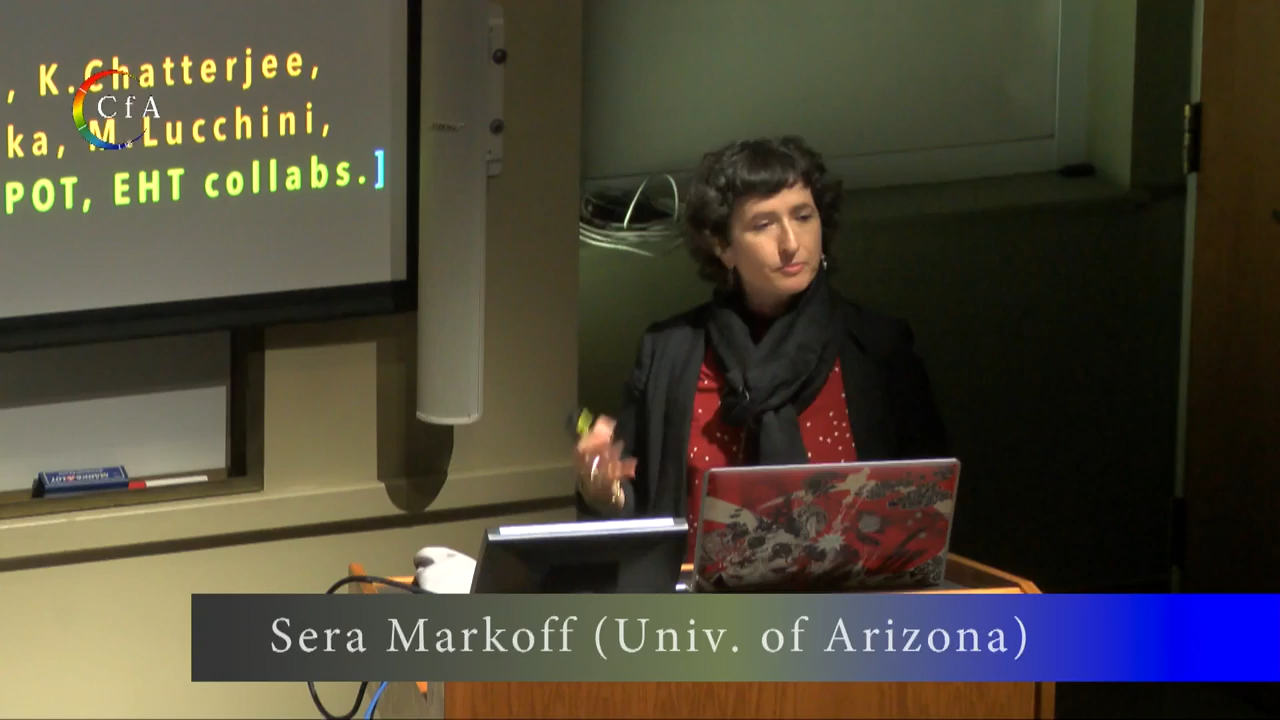 , K.Chatterjee,
CfA
ka, M.Lucchini,
POT, EHT collabs.]
Sera Markoff (Univ. of Arizona)